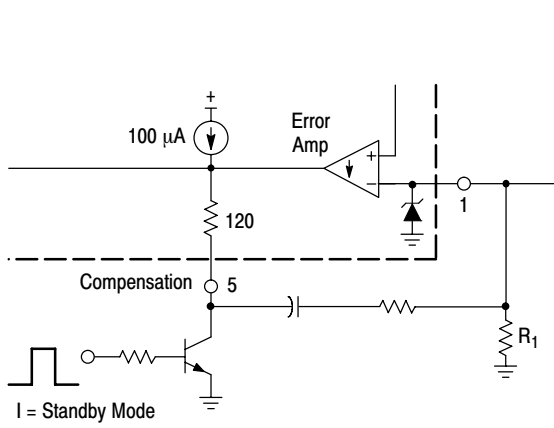 +
100 µA
Error
Amp
+
−
1
120
Compensation
5
R1
I = Standby Mode